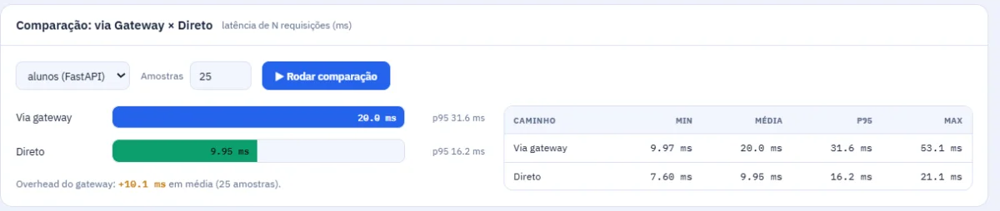 Comparação: via Gateway × Direto latência de N requisições (ms)
alunos (FastAPI) Amostras 25 ▶ Rodar comparação
Via gateway 20.0 ms p95 31.6 ms
Direto 9.95 ms p95 16.2 ms
Overhead do gateway: +10.1 ms em média (25 amostras).
CAMINHO MIN MÉDIA P95 MAX
Via gateway 9.97 ms 20.0 ms 31.6 ms 53.1 ms
Direto 7.60 ms 9.95 ms 16.2 ms 21.1 ms